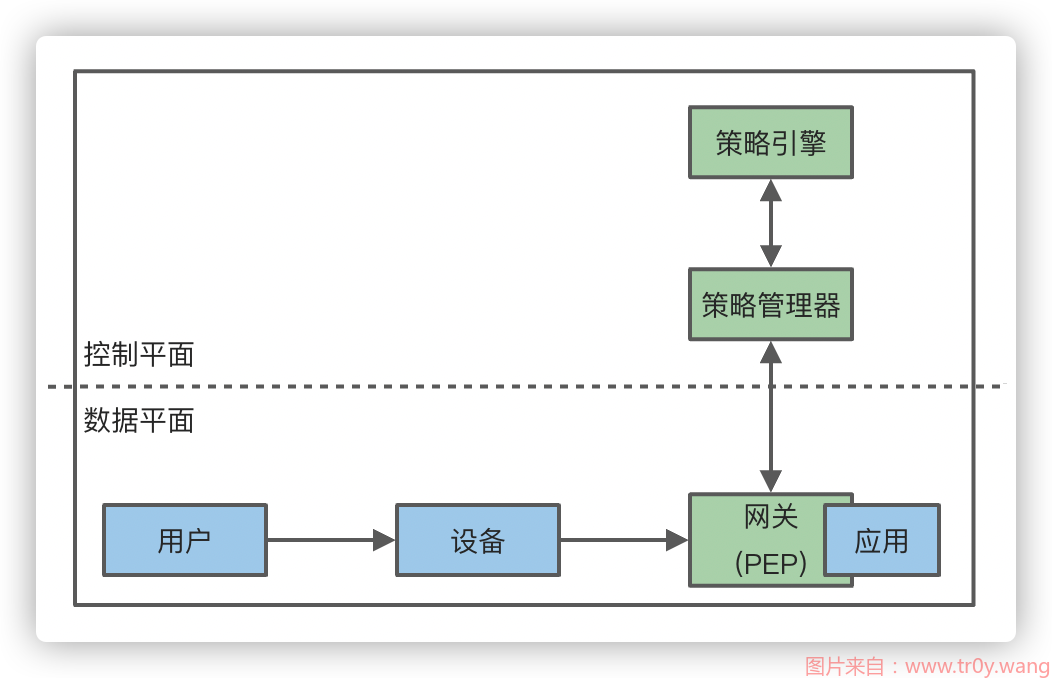 策略引擎
策略管理器
控制平面
数据平面
用户
设备
网关
(PEP)
应用
图片来自：www.tr0y.wang